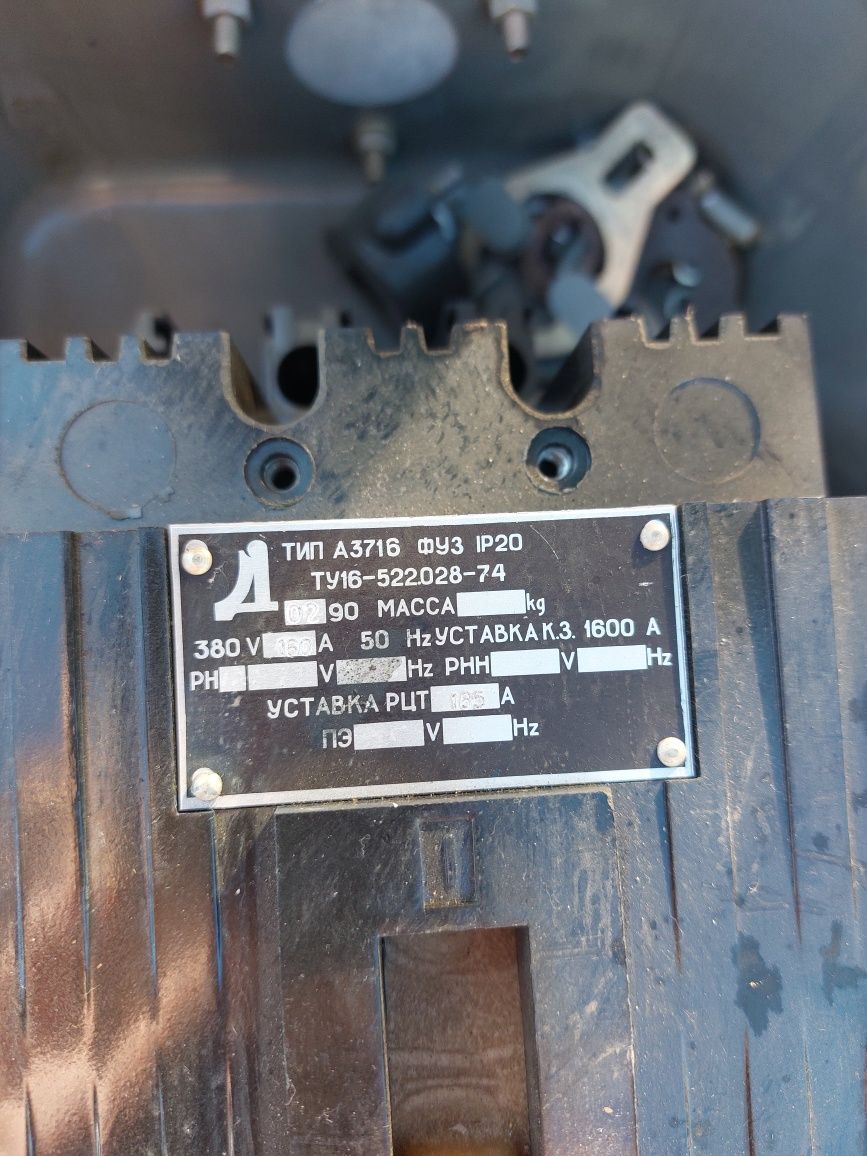 ТИП А3716 ФУЗ IP20
ТУ16-522.028-74
90 МАССА kg
380 V 160 A 50 Hz УСТАВКА К.З. 1600 А
РН V Hz РНН V Hz
УСТАВКА РЦТ 185 А
ПЭ V Hz